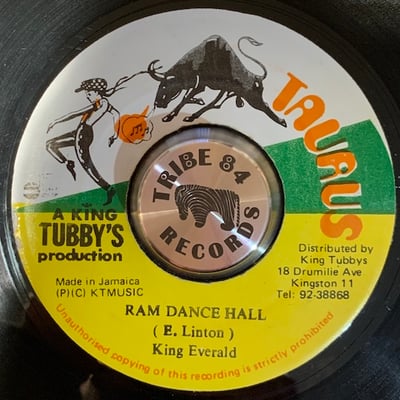 TAURUS
TRIBE 84
RECORDS
A KING
TUBBY'S
production
Made in Jamaica
(P)(C) KTMUSIC
Distributed by
King Tubbys
18 Drumilie Ave
Kingston 11
Tel: 92-38868
RAM DANCE HALL
( E. Linton )
King Everald
Unauthorised copying of this recording is strictly prohibited